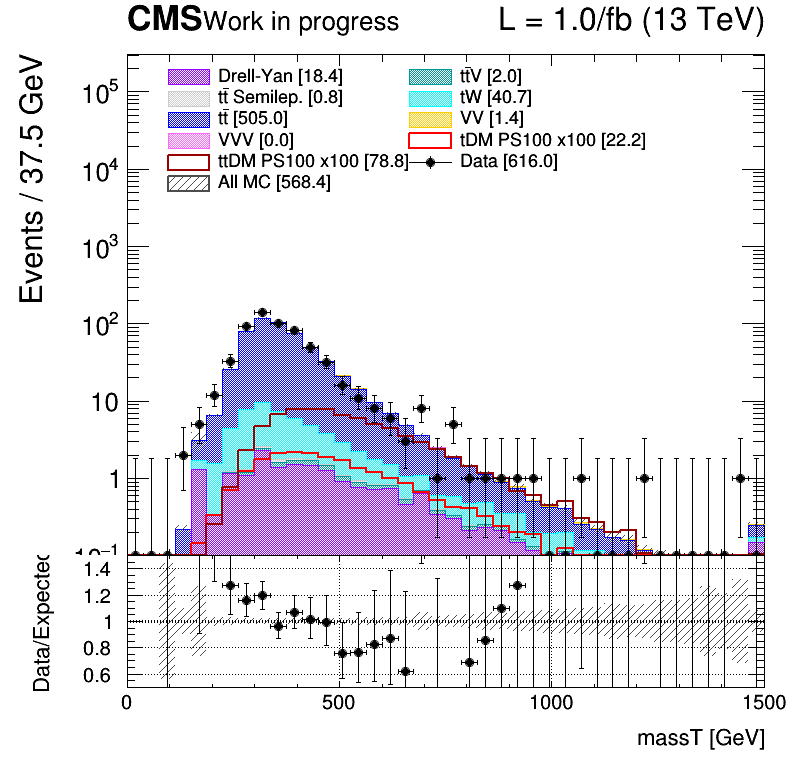 CMS Work in progress L = 1.0/fb (13 TeV)
Drell-Yan [18.4] tt̄V [2.0]
tt̄ Semilep. [0.8] tW [40.7]
tt̄ [505.0] VV [1.4]
VVV [0.0] tDM PS100 x100 [22.2]
ttDM PS100 x100 [78.8] Data [616.0]
All MC [568.4]
Events / 37.5 GeV
10⁵
10⁴
10³
10²
10
1
10⁻¹
Data/Expected
1.4
1.2
1
0.8
0.6
0 500 1000 1500
massT [GeV]